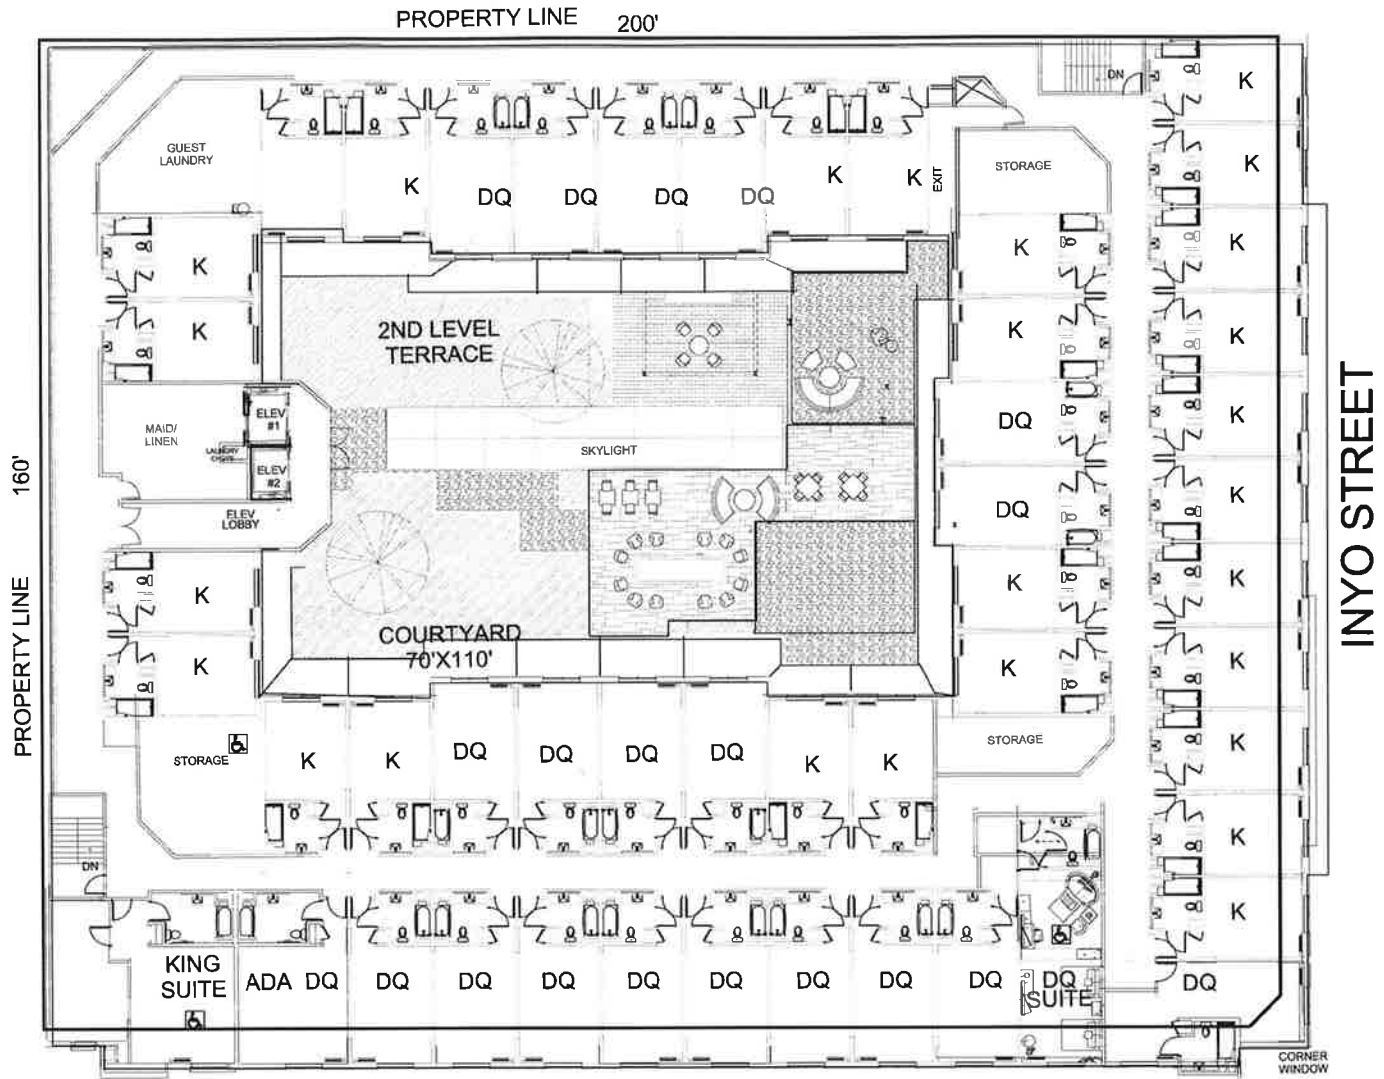 PROPERTY LINE 200'
DN
K
GUEST
LAUNDRY
K
DQ
DQ
DQ
DQ
K
K
EXIT
STORAGE
K
K
K
K
2ND LEVEL
TERRACE
K
K
K
K
MAID/
LINEN
ELEV
#1
LAUNDRY
CHUTE
ELEV
#2
ELEV
LOBBY
SKYLIGHT
DQ
K
DQ
K
INYO STREET
160'
PROPERTY LINE
K
K
COURTYARD
70'X110'
K
K
K
K
STORAGE
K
K
DQ
DQ
DQ
DQ
K
K
STORAGE
K
K
DN
K
KING
SUITE
ADA DQ
DQ
DQ
DQ
DQ
DQ
DQ
DQ
DQ
SUITE
DQ
CORNER
WINDOW